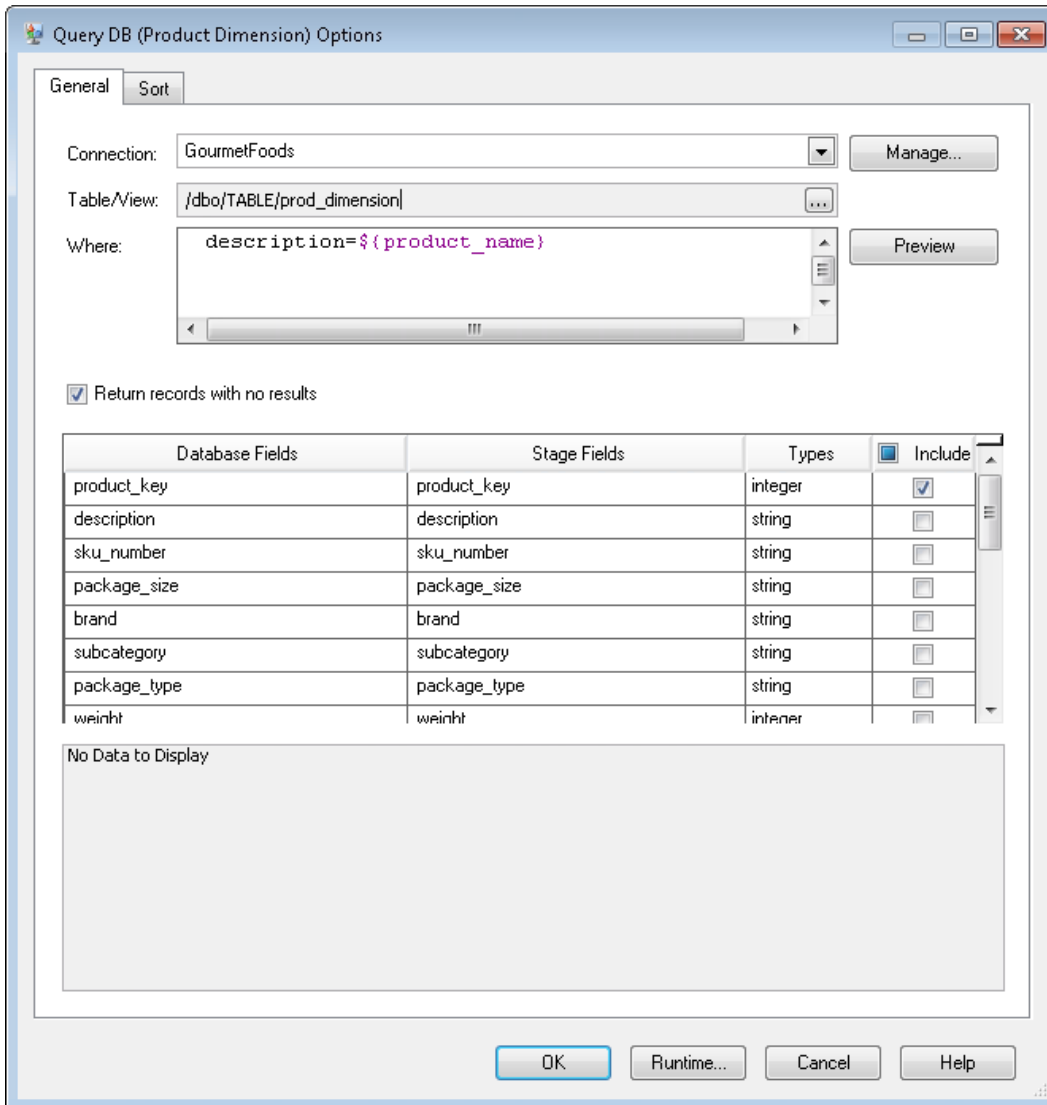 Query DB (Product Dimension) Options
General Sort
Connection: GourmetFoods Manage...
Table/View: /dbo/TABLE/prod_dimension ...
Where: description=${product_name} Preview
Return records with no results
Database Fields Stage Fields Types Include
product_key product_key integer
description description string
sku_number sku_number string
package_size package_size string
brand brand string
subcategory subcategory string
package_type package_type string
weight weight integer
No Data to Display
OK Runtime... Cancel Help